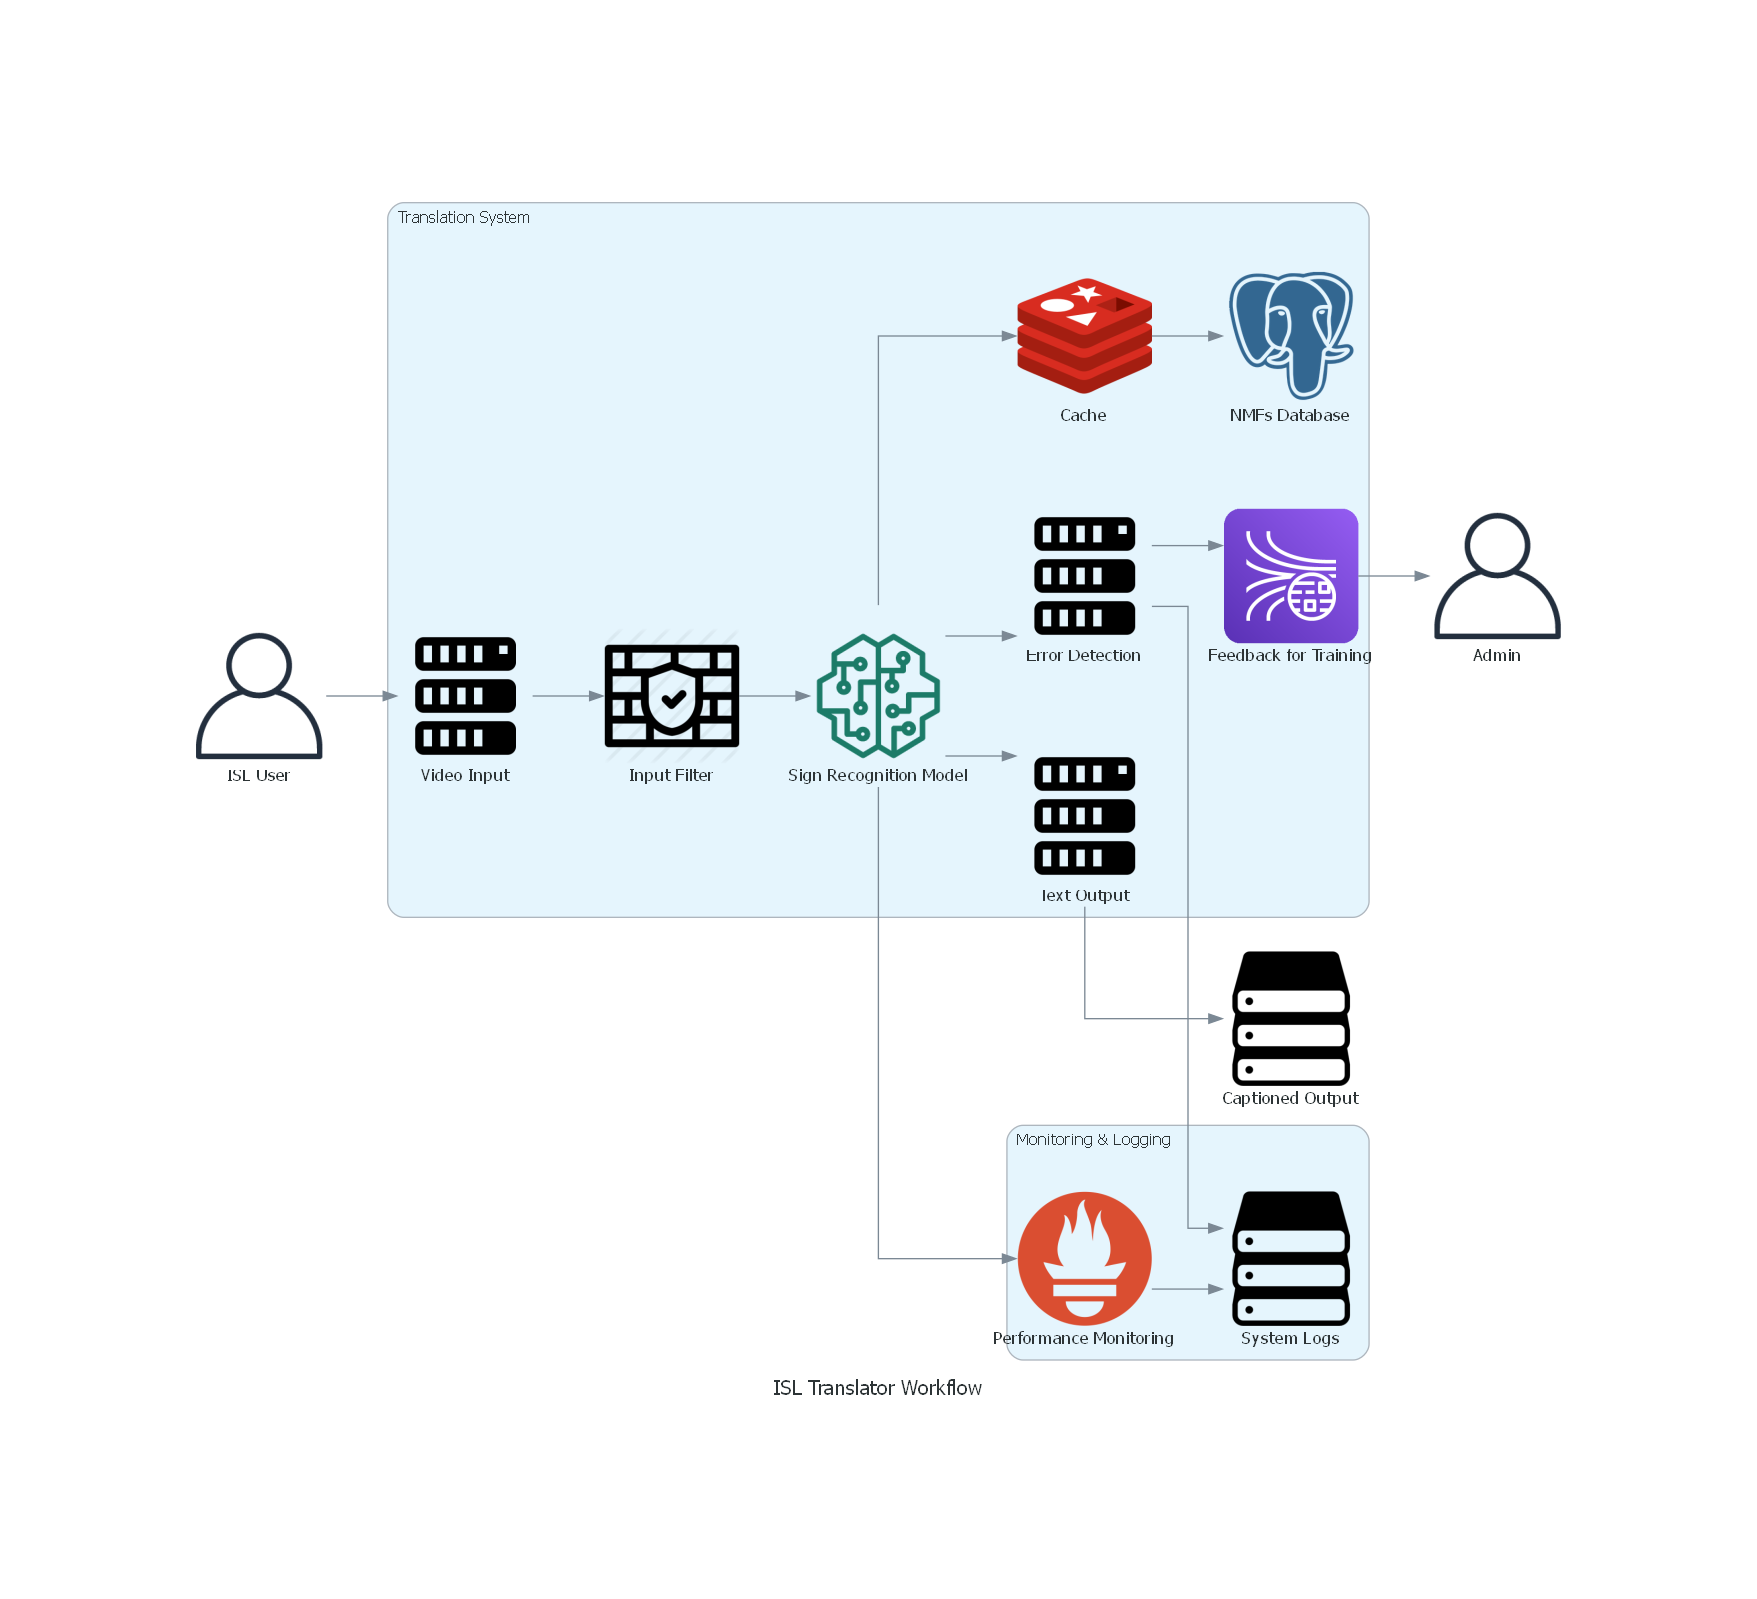 Translation System
Cache
NMFs Database
Error Detection
Feedback for Training
Admin
ISL User
Video Input
Input Filter
Sign Recognition Model
Text Output
Captioned Output
Monitoring & Logging
Performance Monitoring
System Logs
ISL Translator Workflow